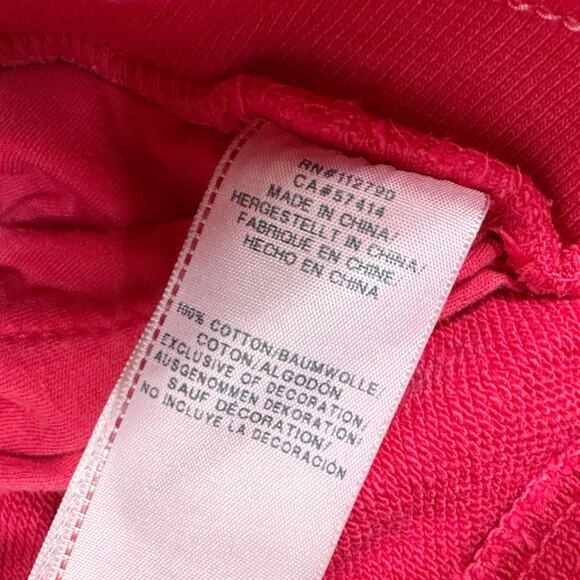 RN#112790
CA#57414
MADE IN CHINA/
HERGESTELLT IN CHINA/
FABRIQUE EN CHINE/
HECHO EN CHINA
100% COTTON/BAUMWOLLE/
COTON/ALGODÓN
EXCLUSIVE OF DECORATION/
AUSGENOMMEN DEKORATION/
SAUF DECORATION/
NO INCLUYE LA DECORACIÓN